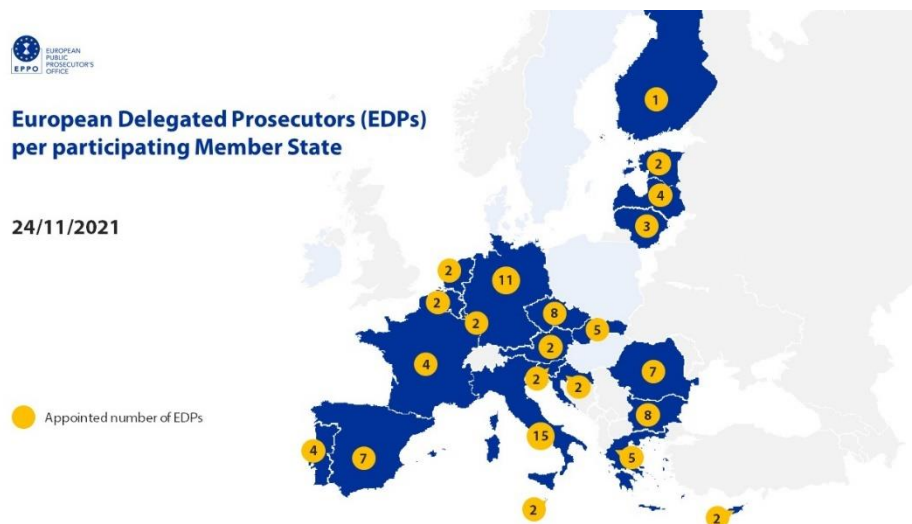 EPPO
EUROPEAN
PUBLIC
PROSECUTOR'S
OFFICE
European Delegated Prosecutors (EDPs)
per participating Member State
24/11/2021
1
2
4
3
2
11
2
8
2
5
2
4
2
2
7
8
15
4
7
5
2
2
Appointed number of EDPs